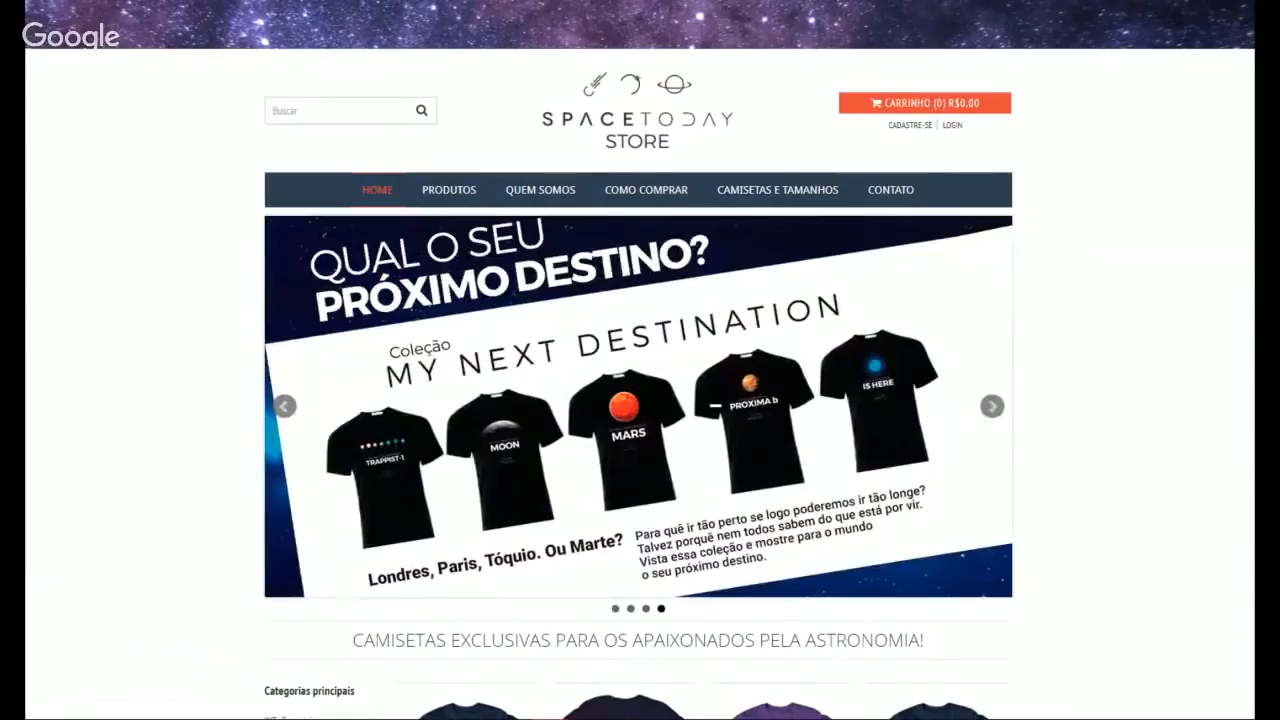 Google
Buscar
SPACETODAY
STORE
CARRINHO (0) R$0,00
CADASTRE-SE
LOGIN
HOME
PRODUTOS
QUEM SOMOS
COMO COMPRAR
CAMISETAS E TAMANHOS
CONTATO
QUAL O SEU
PRÓXIMO DESTINO?
Coleção
MY NEXT DESTINATION
TRAPPIST-1
MOON
MARS
PROXIMA b
IS HERE
Londres, Paris, Tóquio. Ou Marte?
Para quê ir tão perto se logo poderemos ir tão longe?
Talvez porquê nem todos sabem do que está por vir.
Vista essa coleção e mostre para o mundo
o seu próximo destino.
CAMISETAS EXCLUSIVAS PARA OS APAIXONADOS PELA ASTRONOMIA!
Categorias principais